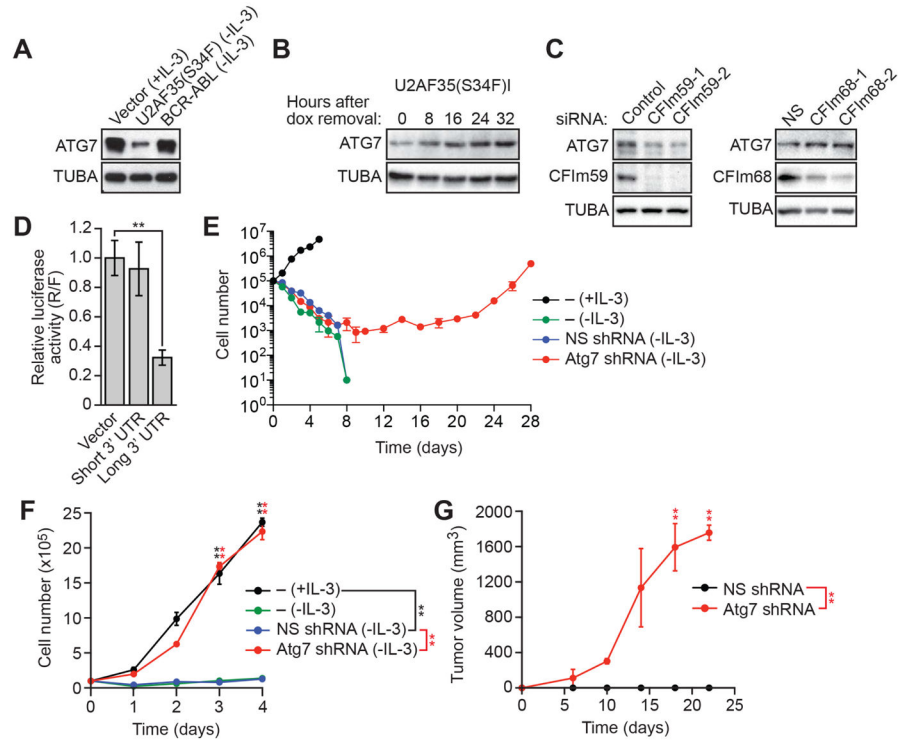 A
Vector (+IL-3)
U2AF35(S34F) (-IL-3)
BCR-ABL (-IL-3)
ATG7
TUBA
B
U2AF35(S34F)I
Hours after
dox removal:
0 8 16 24 32
ATG7
TUBA
C
siRNA:
Control
CFIm59-1
CFIm59-2
ATG7
CFIm59
TUBA
NS
CFIm68-1
CFIm68-2
ATG7
CFIm68
TUBA
D
Relative luciferase
activity (R/F)
1.2
1.0
0.8
0.6
0.4
0.2
0
**
Vector
Short 3' UTR
Long 3' UTR
E
Cell number
10^7
10^6
10^5
10^4
10^3
10^2
10^1
10^0
0 4 8 12 16 20 24 28
Time (days)
– (+IL-3)
– (-IL-3)
NS shRNA (-IL-3)
Atg7 shRNA (-IL-3)
F
Cell number (x10^5)
25
20
15
10
5
0
0 1 2 3 4
Time (days)
** **
** **
– (+IL-3)
– (-IL-3)
NS shRNA (-IL-3)
Atg7 shRNA (-IL-3)
**
**
G
Tumor volume (mm^3)
2000
1600
1200
800
400
0
0 5 10 15 20 25
Time (days)
** **
NS shRNA
Atg7 shRNA
**